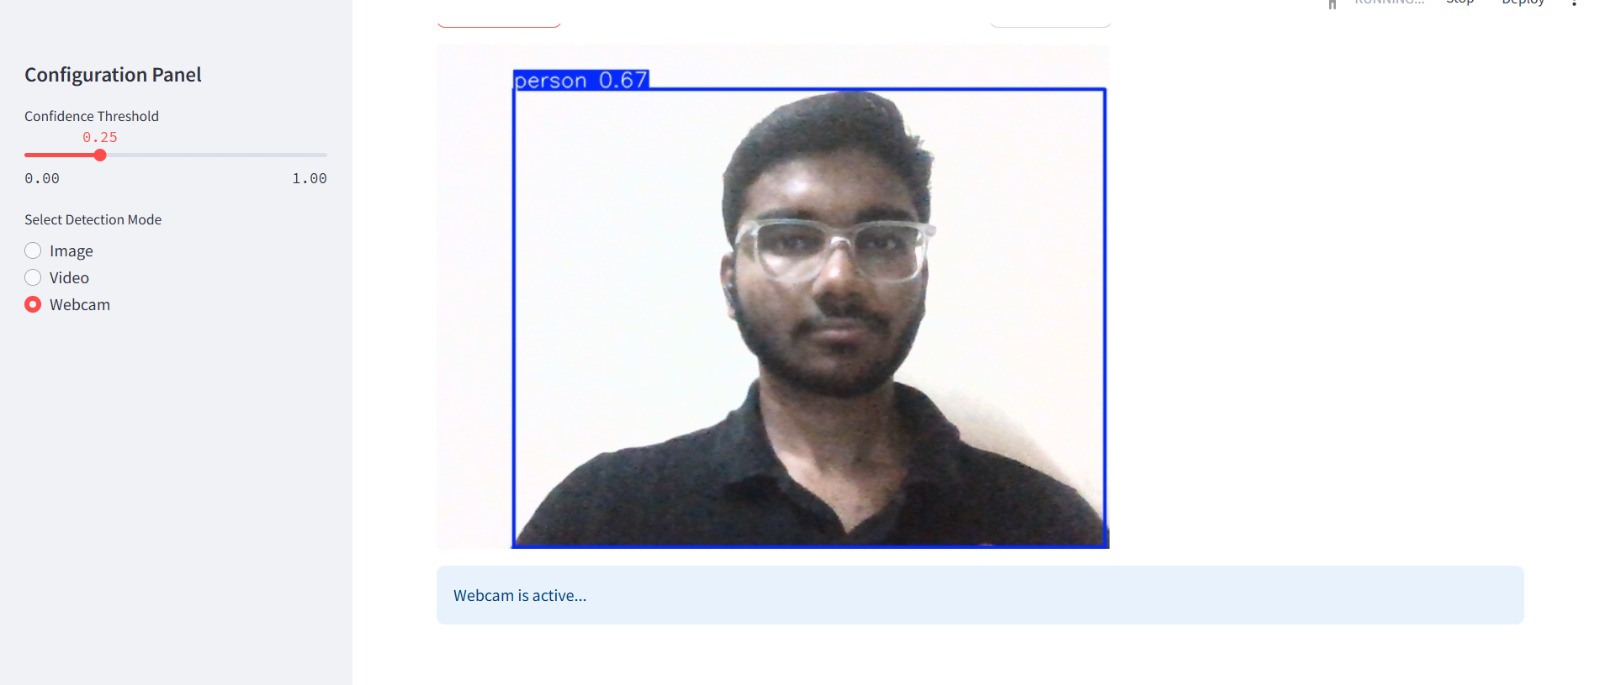 RUNNING...
Stop
Deploy
Configuration Panel
Confidence Threshold
0.25
0.00
1.00
Select Detection Mode
Image
Video
Webcam
person 0.67
Webcam is active...